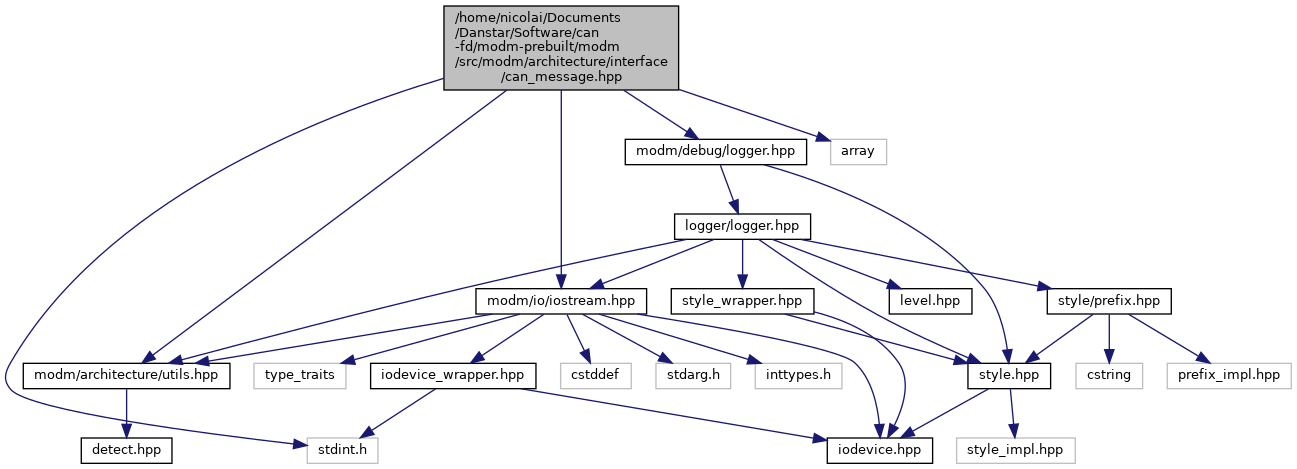 /home/nicolai/Documents
/Danstar/Software/can
-fd/modm-prebuilt/modm
/src/modm/architecture/interface
/can_message.hpp
modm/debug/logger.hpp
array
logger/logger.hpp
modm/io/iostream.hpp
style_wrapper.hpp
level.hpp
style/prefix.hpp
modm/architecture/utils.hpp
type_traits
iodevice_wrapper.hpp
cstddef
stdarg.h
inttypes.h
style.hpp
cstring
prefix_impl.hpp
detect.hpp
stdint.h
iodevice.hpp
style_impl.hpp